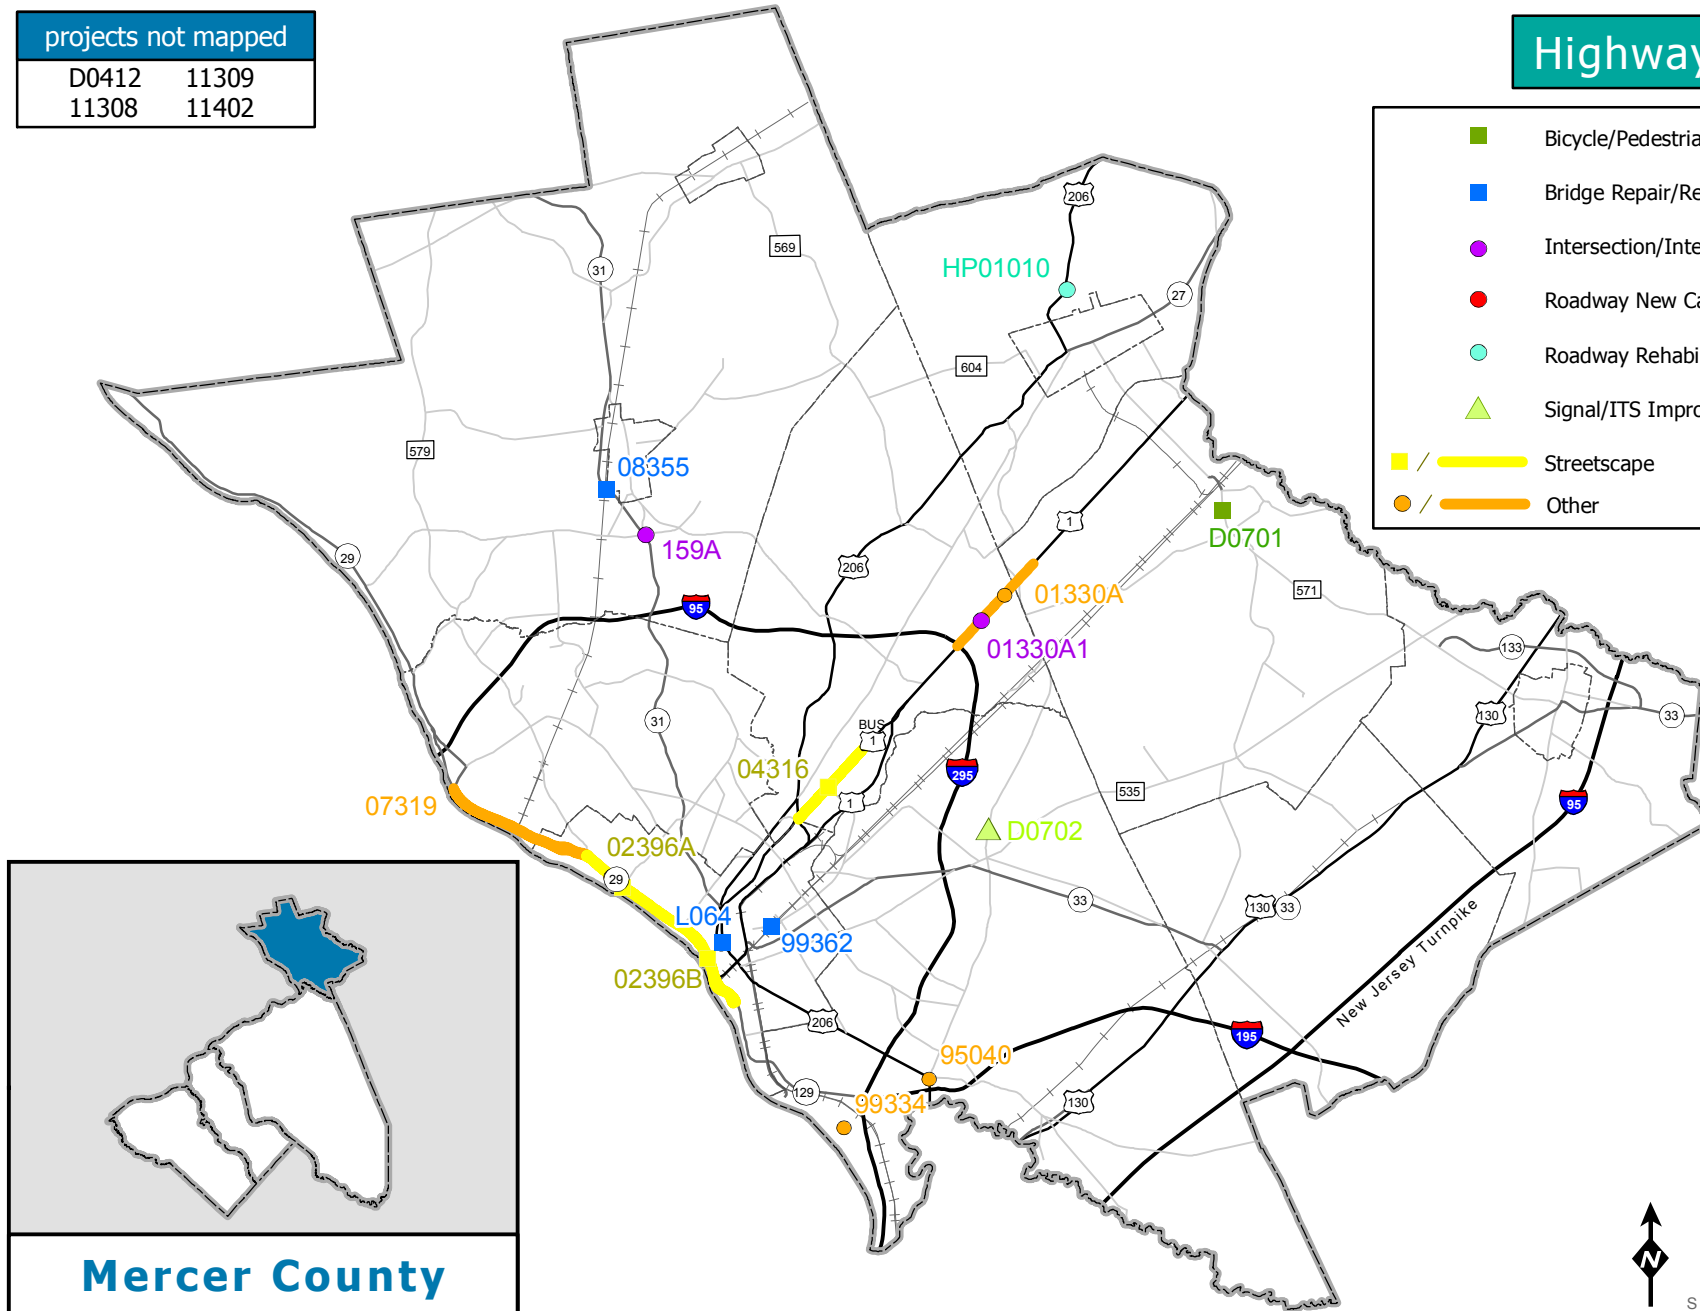 projects not mapped
D0412 11309
11308 11402
Highway
Bicycle/Pedestria
Bridge Repair/Re
Intersection/Inte
Roadway New Ca
Roadway Rehabi
Signal/ITS Impro
Streetscape
Other
206
569
31
HP01010
27
604
579
08355
1
159A
D0701
29
206
571
95
01330A
01330A1
133
31
130
33
BUS
1
04316
295
535
95
1
07319
D0702
02396A
29
33
130
33
L064
99362
02396B
New Jersey Turnpike
206
195
95040
129
99334
130
Mercer County
N
S